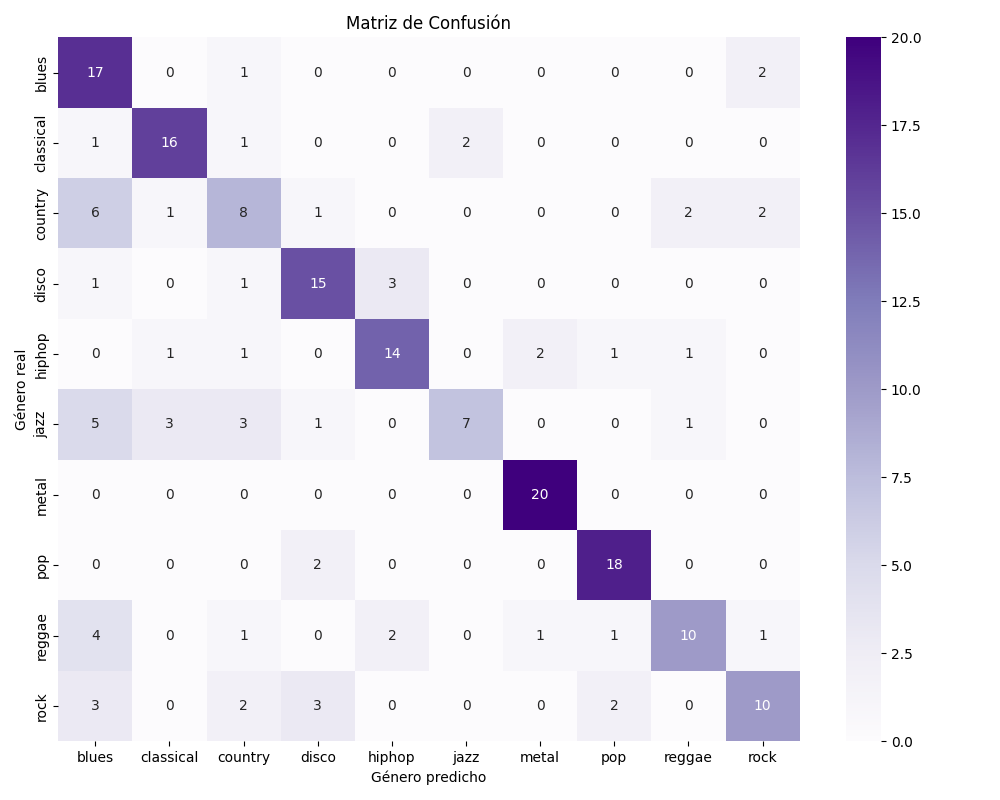 Matriz de Confusión
Género real
blues 17 0 1 0 0 0 0 0 0 2
classical 1 16 1 0 0 2 0 0 0 0
country 6 1 8 1 0 0 0 0 2 2
disco 1 0 1 15 3 0 0 0 0 0
hiphop 0 1 1 0 14 0 2 1 1 0
jazz 5 3 3 1 0 7 0 0 1 0
metal 0 0 0 0 0 0 20 0 0 0
pop 0 0 0 2 0 0 0 18 0 0
reggae 4 0 1 0 2 0 1 1 10 1
rock 3 0 2 3 0 0 0 2 0 10
blues classical country disco hiphop jazz metal pop reggae rock
Género predicho
20.0
17.5
15.0
12.5
10.0
7.5
5.0
2.5
0.0